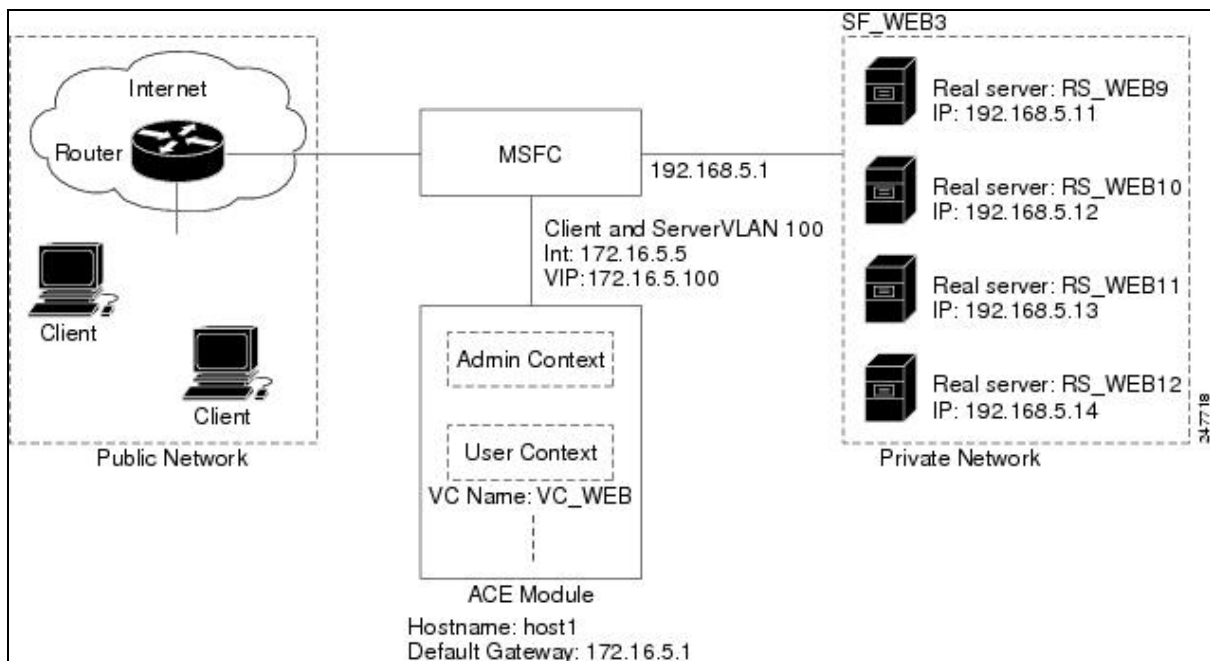 Internet
Router
Client
Client
Public Network
MSFC
192.168.5.1
Client and ServerVLAN 100
Int: 172.16.5.5
VIP: 172.16.5.100
Admin Context
User Context
VC Name: VC_WEB
ACE Module
Hostname: host1
Default Gateway: 172.16.5.1
SF_WEB3
Real server: RS_WEB9
IP: 192.168.5.11
Real server: RS_WEB10
IP: 192.168.5.12
Real server: RS_WEB11
IP: 192.168.5.13
Real server: RS_WEB12
IP: 192.168.5.14
Private Network
247718